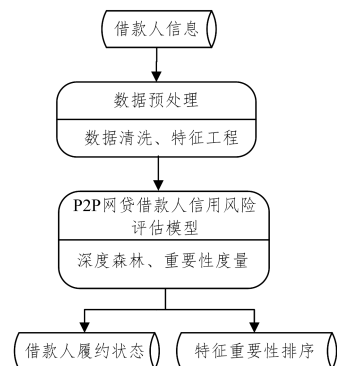 借款人信息
数据预处理
数据清洗、特征工程
P2P网贷借款人信用风险
评估模型
深度森林、重要性度量
借款人履约状态
特征重要性排序